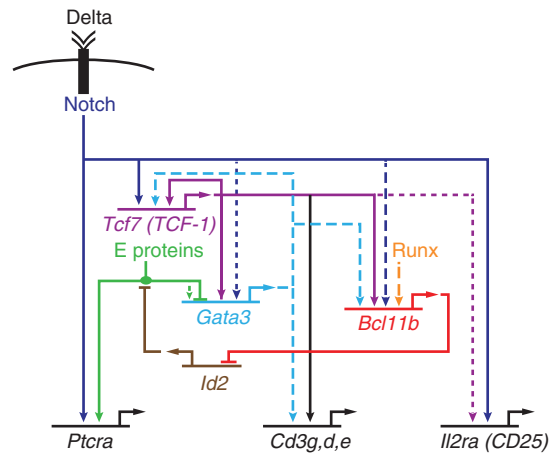 Delta
Notch
Tcf7 (TCF-1)
E proteins
Runx
Gata3
Bcl11b
Id2
Ptcra
Cd3g,d,e
Il2ra (CD25)